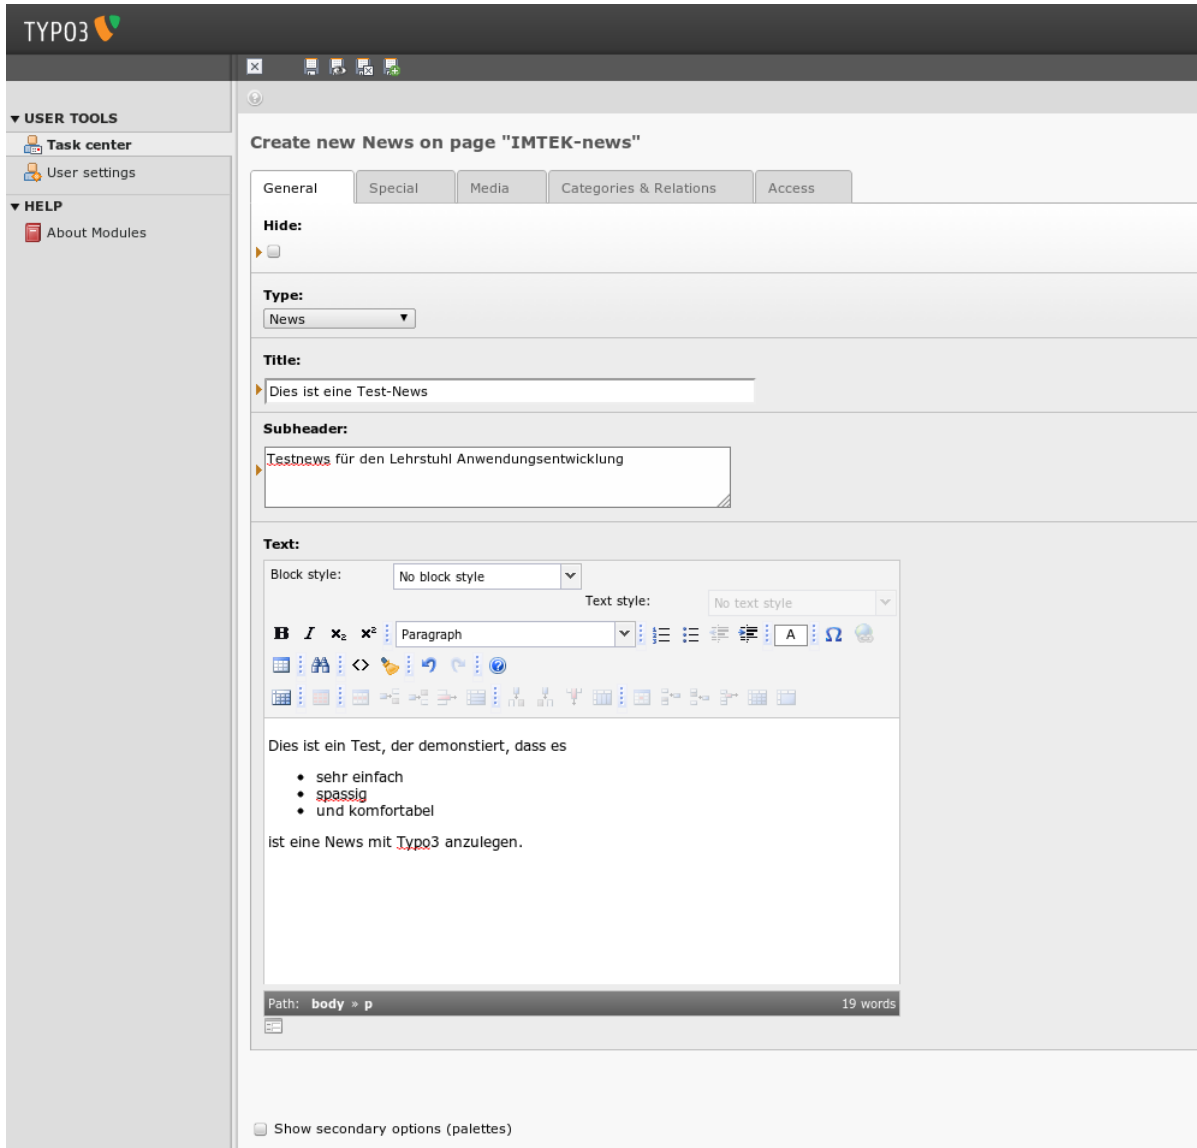 TYPO3
USER TOOLS
Task center
User settings
HELP
About Modules
Create new News on page "IMTEK-news"
General Special Media Categories & Relations Access
Hide:
Type:
News
Title:
Dies ist eine Test-News
Subheader:
Testnews für den Lehrstuhl Anwendungsentwicklung
Text:
Block style: No block style
Text style: No text style
B I x₂ x² Paragraph A Ω
Dies ist ein Test, der demonstiert, dass es
• sehr einfach
• spassig
• und komfortabel
ist eine News mit Typo3 anzulegen.
Path: body » p 19 words
Show secondary options (palettes)